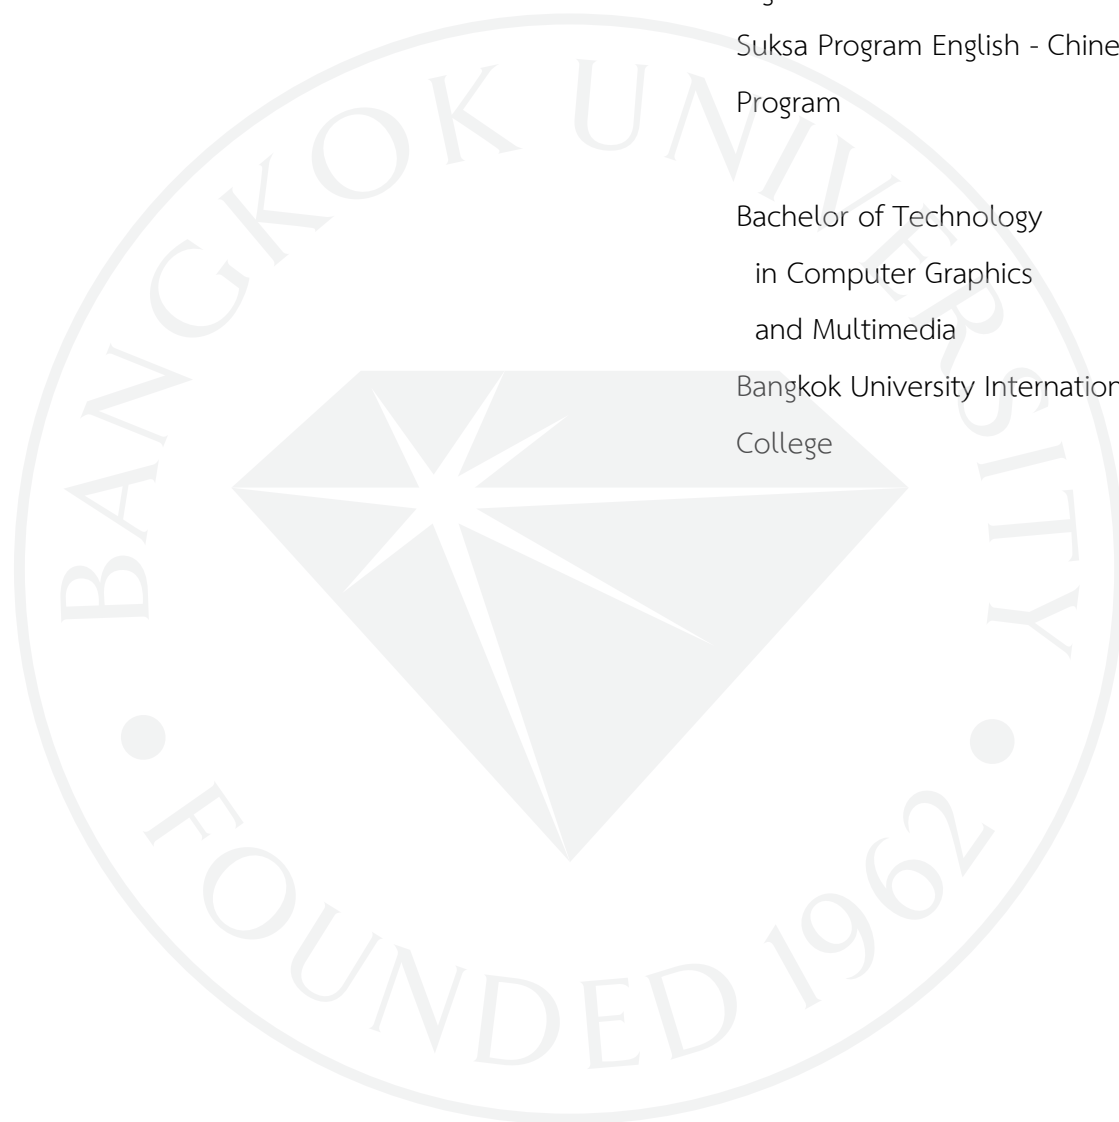 Suksa Program English - Chine
Program
Bachelor of Technology
in Computer Graphics
and Multimedia
Bangkok University Internation
College
BANGKOK UNIVERSITY
FOUNDED 1962